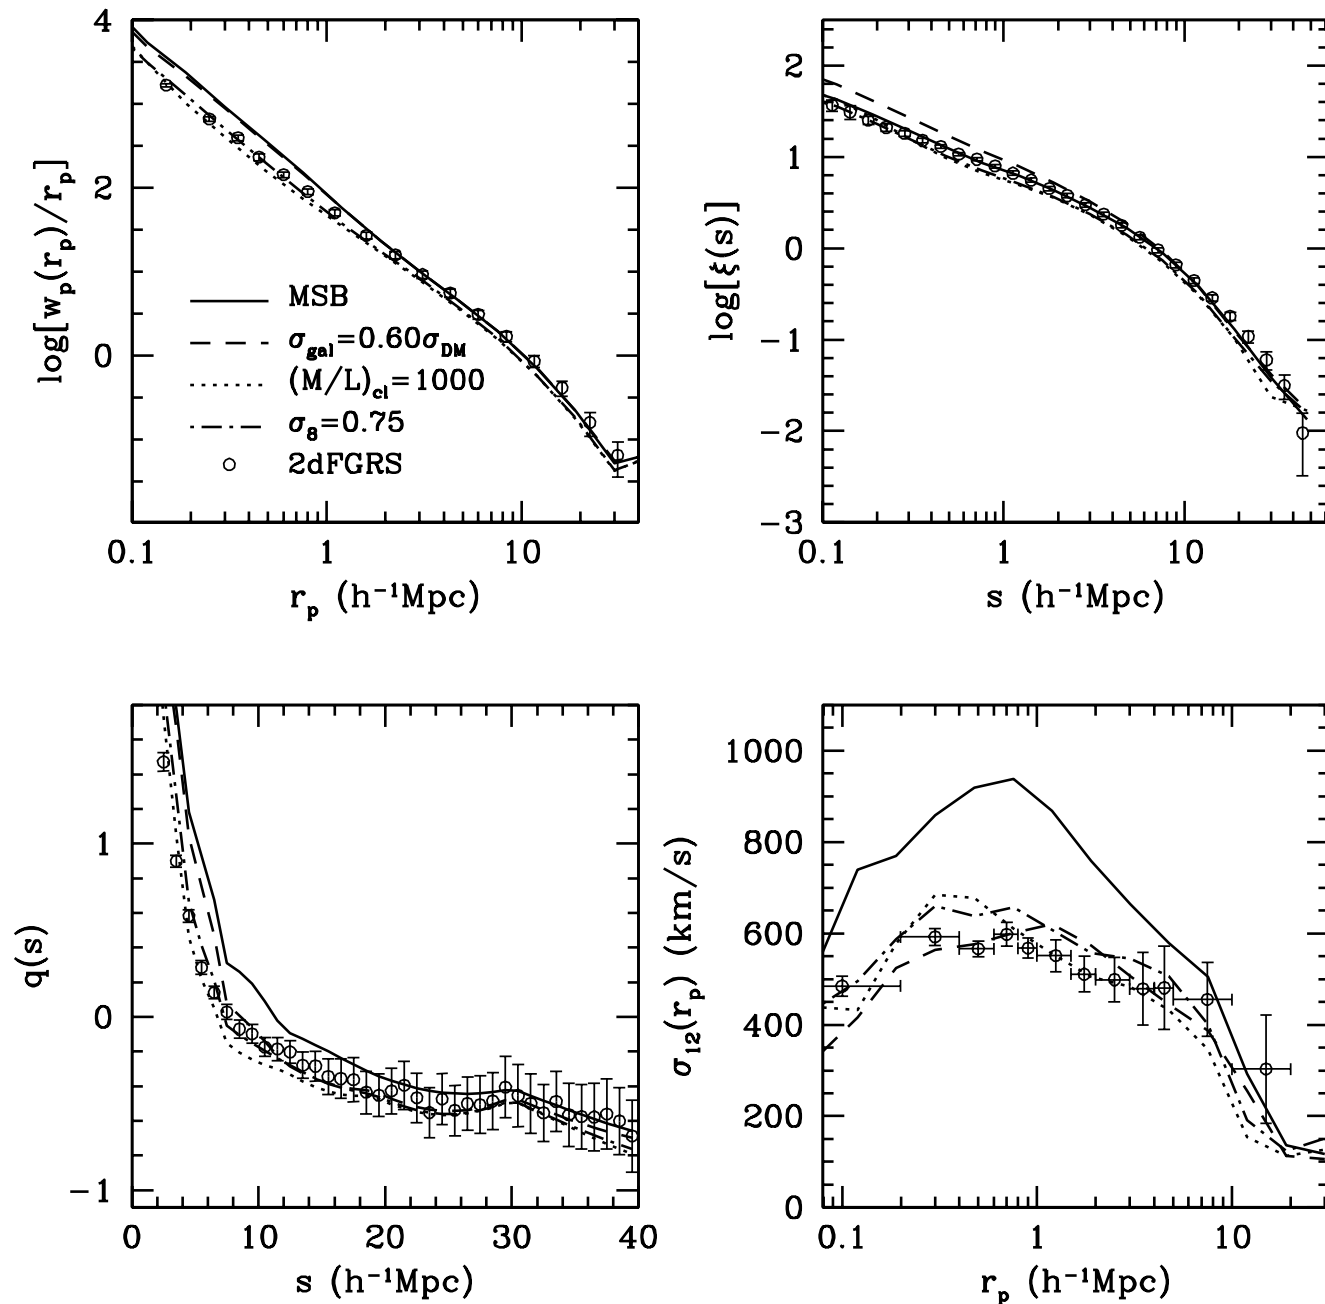 4
2
0
log[w_p(r_p)/r_p]
MSB
σ_gal=0.60σ_DM
(M/L)_cl=1000
σ_8=0.75
2dFGRS
0.1 1 10
r_p (h⁻¹Mpc)
2
1
0
−1
−2
−3
log[ξ(s)]
0.1 1 10
s (h⁻¹Mpc)
1
0
−1
q(s)
0 10 20 30 40
s (h⁻¹Mpc)
1000
800
600
400
200
0
σ_12(r_p) (km/s)
0.1 1 10
r_p (h⁻¹Mpc)